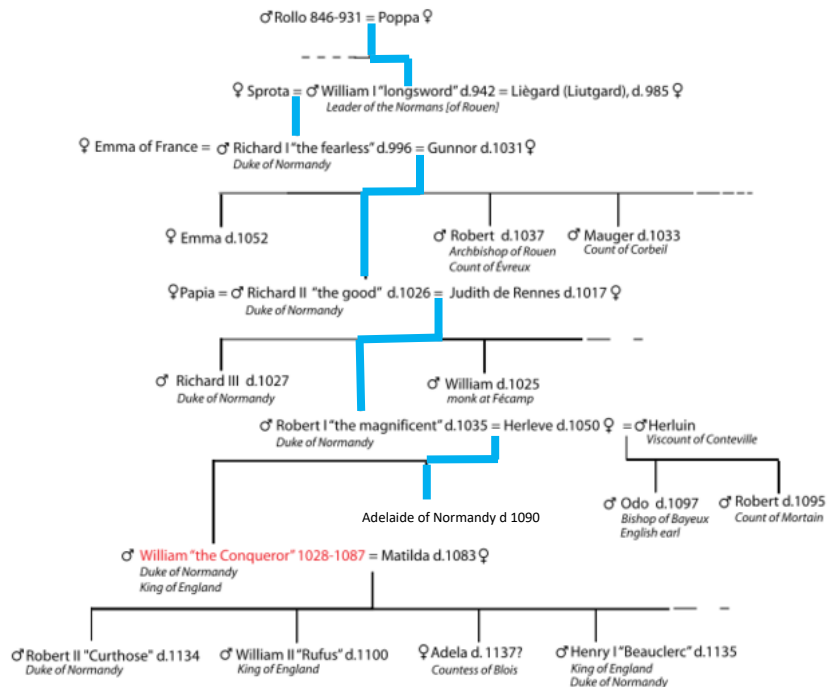 ♂Rollo 846-931 = Poppa ♀
♀ Sprota = ♂ William I "longsword" d.942 = Liègard (Liutgard), d. 985 ♀
Leader of the Normans [of Rouen]
♀ Emma of France = ♂ Richard I "the fearless" d.996 = Gunnor d.1031♀
Duke of Normandy
♀ Emma d.1052
♂ Robert d.1037
Archbishop of Rouen
Count of Évreux
♂ Mauger d.1033
Count of Corbeil
♀Papia = ♂ Richard II "the good" d.1026 = Judith de Rennes d.1017 ♀
Duke of Normandy
♂ Richard III d.1027
Duke of Normandy
♂ William d.1025
monk at Fécamp
♂ Robert I "the magnificent" d.1035 = Herleve d.1050 ♀ = ♂Herluin
Duke of Normandy
Viscount of Conteville
Adelaide of Normandy d 1090
♂ Odo d.1097
Bishop of Bayeux
English earl
♂ Robert d.1095
Count of Mortain
♂ William "the Conqueror" 1028-1087 = Matilda d.1083 ♀
Duke of Normandy
King of England
♂ Robert II "Curthose" d.1134
Duke of Normandy
♂ William II "Rufus" d.1100
King of England
♀Adela d.1137?
Countess of Blois
♂ Henry I "Beauclerc" d.1135
King of England
Duke of Normandy